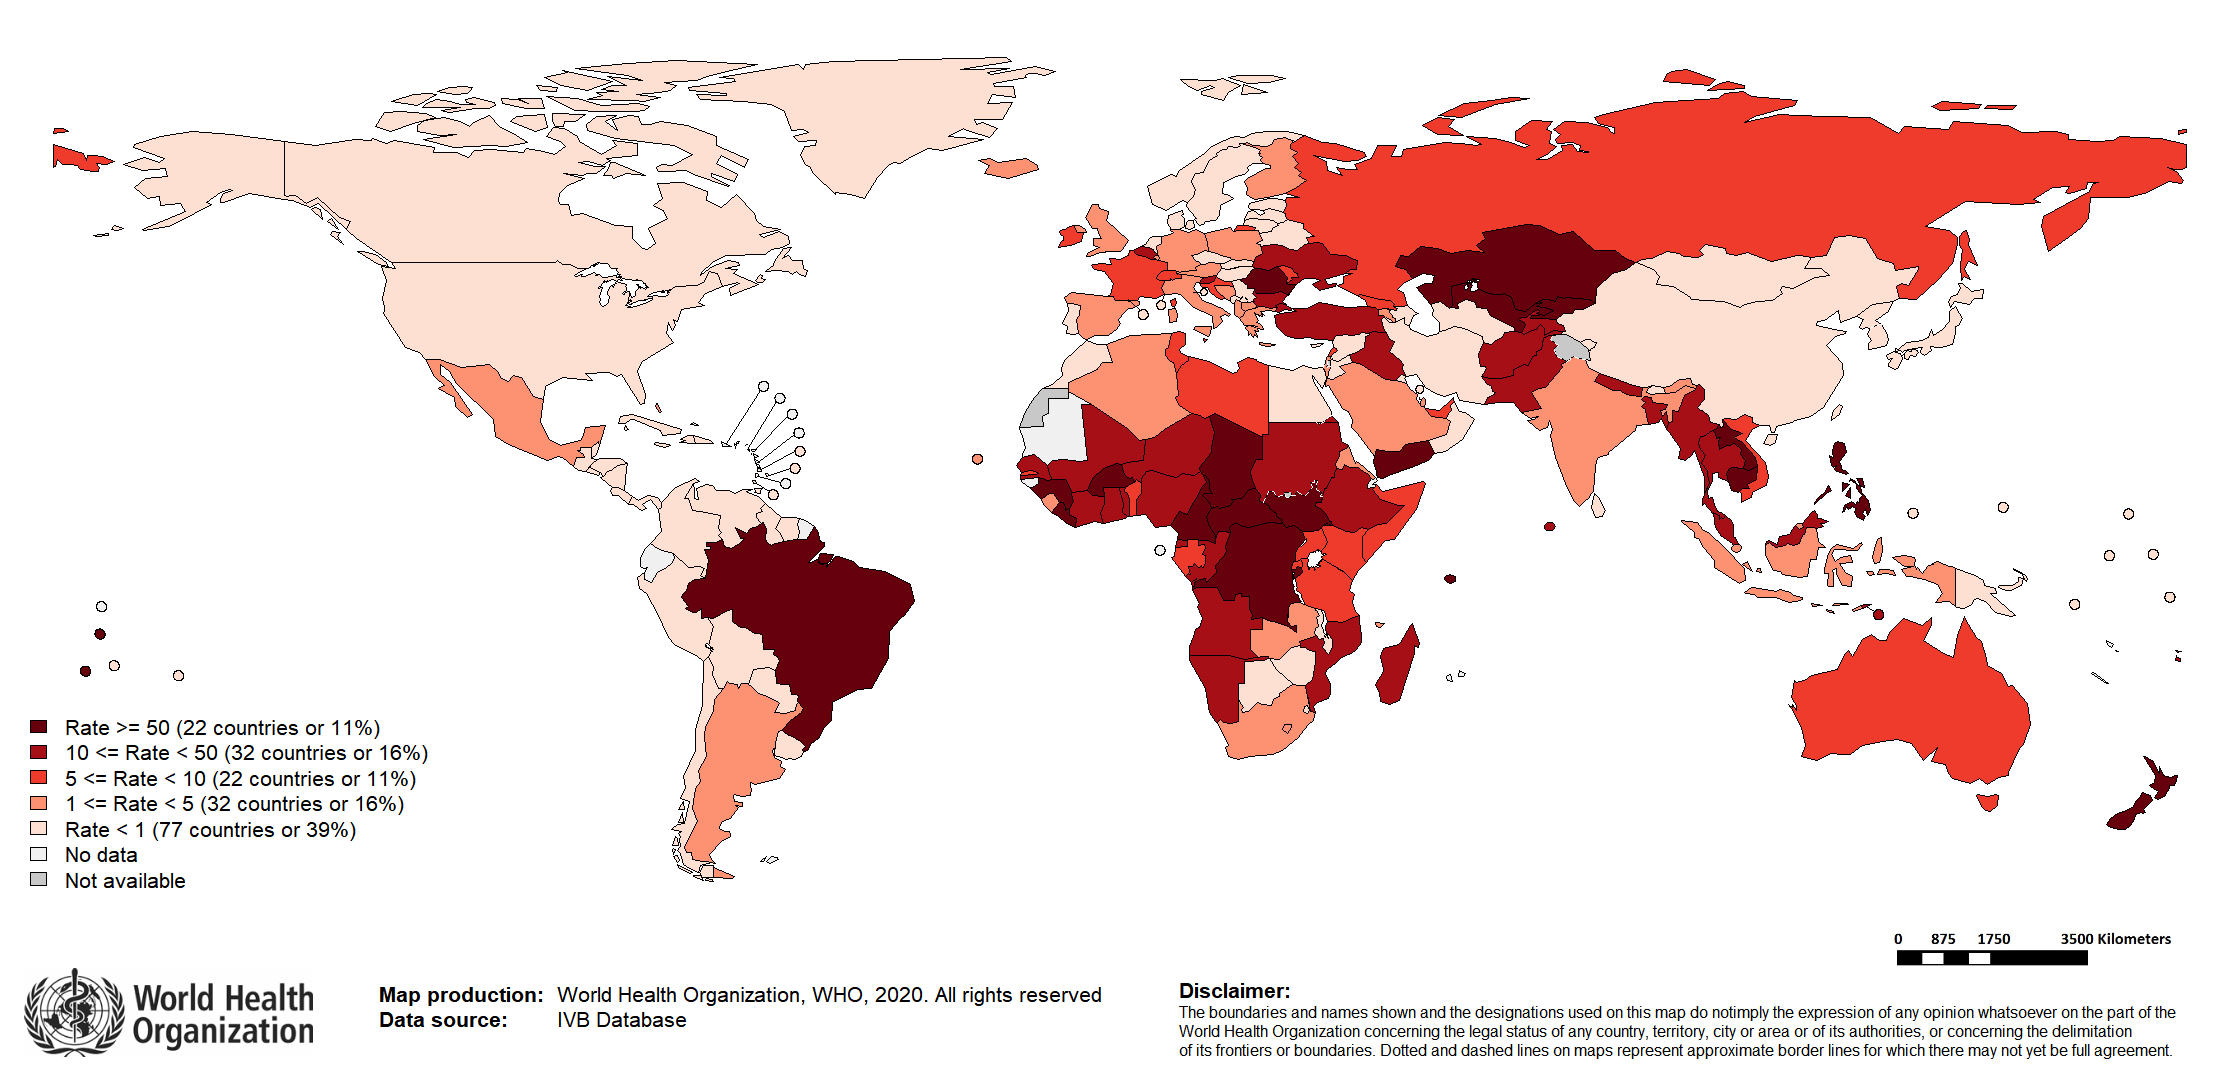 Rate >= 50 (22 countries or 11%)
10 <= Rate < 50 (32 countries or 16%)
5 <= Rate < 10 (22 countries or 11%)
1 <= Rate < 5 (32 countries or 16%)
Rate < 1 (77 countries or 39%)
No data
Not available
0 875 1750 3500 Kilometers
World Health
Organization
Map production: World Health Organization, WHO, 2020. All rights reserved
Data source: IVB Database
Disclaimer:
The boundaries and names shown and the designations used on this map do notimply the expression of any opinion whatsoever on the part of the
World Health Organization concerning the legal status of any country, territory, city or area or of its authorities, or concerning the delimitation
of its frontiers or boundaries. Dotted and dashed lines on maps represent approximate border lines for which there may not yet be full agreement.